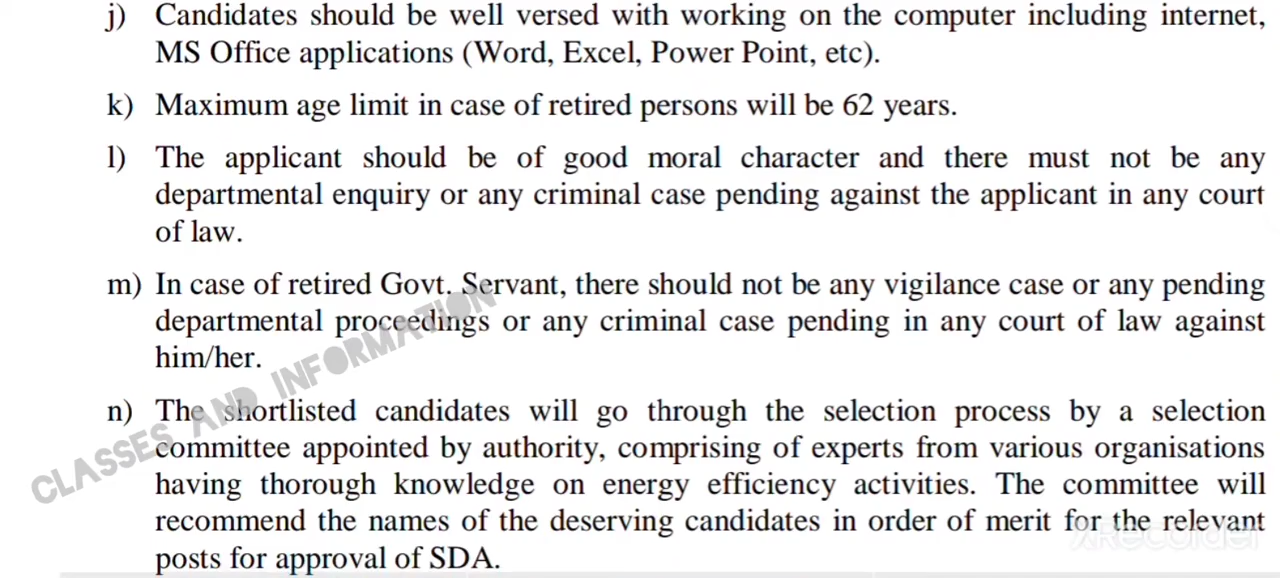 j) Candidates should be well versed with working on the computer including internet,
MS Office applications (Word, Excel, Power Point, etc).
k) Maximum age limit in case of retired persons will be 62 years.
l) The applicant should be of good moral character and there must not be any
departmental enquiry or any criminal case pending against the applicant in any court
of law.
m) In case of retired Govt. Servant, there should not be any vigilance case or any pending
departmental proceedings or any criminal case pending in any court of law against
him/her.
n) The shortlisted candidates will go through the selection process by a selection
committee appointed by authority, comprising of experts from various organisations
having thorough knowledge on energy efficiency activities. The committee will
recommend the names of the deserving candidates in order of merit for the relevant
posts for approval of SDA.
CLASSES AND INFORMATION
XRecorder